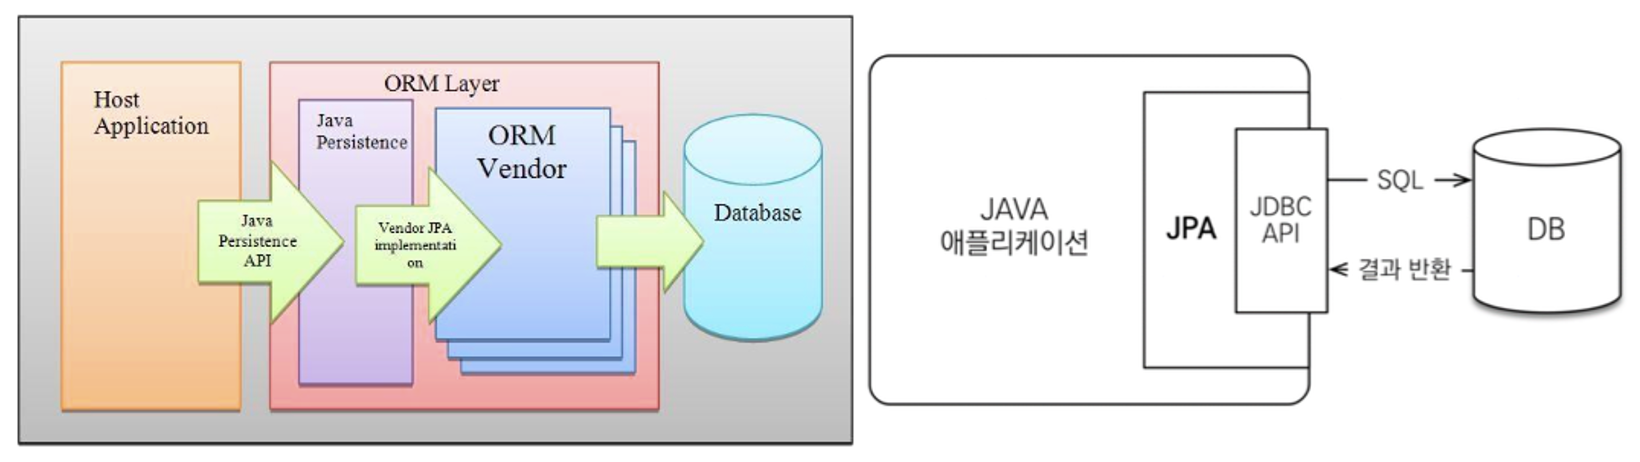 ORM Layer
Host
Application
Java
Persistence
ORM
Vendor
Java
Persistence
API
Vendor JPA
implementati
on
Database
JAVA
애플리케이션
JPA
JDBC
API
SQL
결과 반환
DB